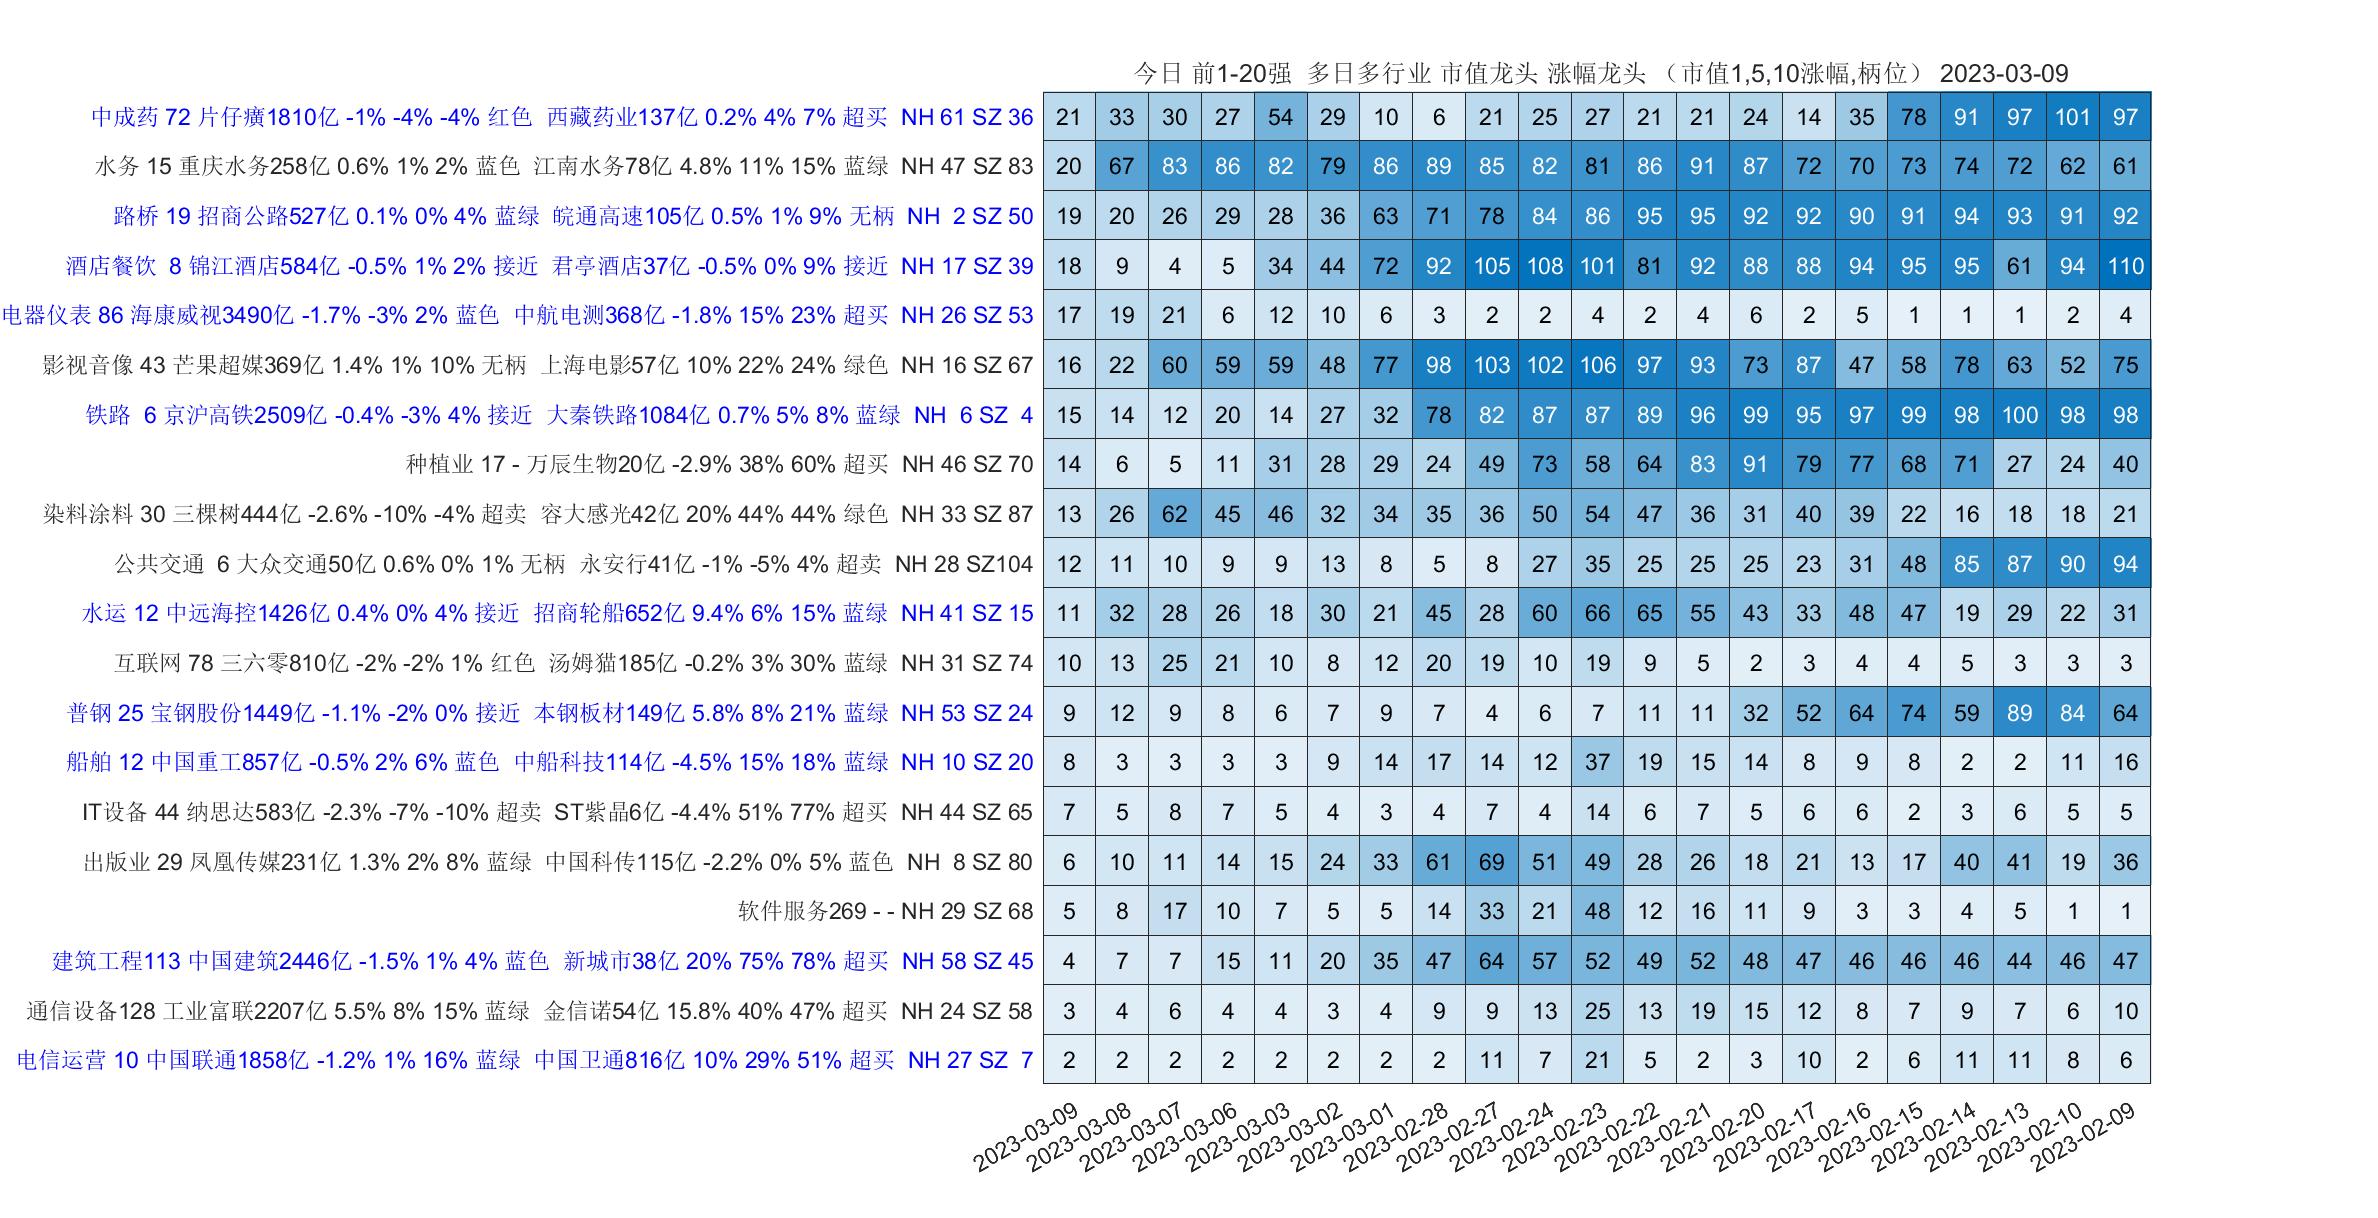 今日 前1-20强 多日多行业 市值龙头 涨幅龙头 （市值1,5,10涨幅,柄位） 2023-03-09
中成药 72 片仔癀1810亿 -1% -4% -4% 红色 西藏药业137亿 0.2% 4% 7% 超买 NH 61 SZ 36 21 33 30 27 54 29 10 6 21 25 27 21 21 24 14 35 78 91 97 101 97
水务 15 重庆水务258亿 0.6% 1% 2% 蓝色 江南水务78亿 4.8% 11% 15% 蓝绿 NH 47 SZ 83 20 67 83 86 82 79 86 89 85 82 81 86 91 87 72 70 73 74 72 62 61
路桥 19 招商公路527亿 0.1% 0% 4% 蓝绿 皖通高速105亿 0.5% 1% 9% 无柄 NH 2 SZ 50 19 20 26 29 28 36 63 71 78 84 86 95 95 92 92 90 91 94 93 91 92
酒店餐饮 8 锦江酒店584亿 -0.5% 1% 2% 接近 君亭酒店37亿 -0.5% 0% 9% 接近 NH 17 SZ 39 18 9 4 5 34 44 72 92 105 108 101 81 92 88 88 94 95 95 61 94 110
电器仪表 86 海康威视3490亿 -1.7% -3% 2% 蓝色 中航电测368亿 -1.8% 15% 23% 超买 NH 26 SZ 53 17 19 21 6 12 10 6 3 2 2 4 2 4 6 2 5 1 1 1 2 4
影视音像 43 芒果超媒369亿 1.4% 1% 10% 无柄 上海电影57亿 10% 22% 24% 绿色 NH 16 SZ 67 16 22 60 59 59 48 77 98 103 102 106 97 93 73 87 47 58 78 63 52 75
铁路 6 京沪高铁2509亿 -0.4% -3% 4% 接近 大秦铁路1084亿 0.7% 5% 8% 蓝绿 NH 6 SZ 4 15 14 12 20 14 27 32 78 82 87 87 89 96 99 95 97 99 98 100 98 98
种植业 17 - 万辰生物20亿 -2.9% 38% 60% 超买 NH 46 SZ 70 14 6 5 11 31 28 29 24 49 73 58 64 83 91 79 77 68 71 27 24 40
染料涂料 30 三棵树444亿 -2.6% -10% -4% 超卖 容大感光42亿 20% 44% 44% 绿色 NH 33 SZ 87 13 26 62 45 46 32 34 35 36 50 54 47 36 31 40 39 22 16 18 18 21
公共交通 6 大众交通50亿 0.6% 0% 1% 无柄 永安行41亿 -1% -5% 4% 超卖 NH 28 SZ104 12 11 10 9 9 13 8 5 8 27 35 25 25 25 23 31 48 85 87 90 94
水运 12 中远海控1426亿 0.4% 0% 4% 接近 招商轮船652亿 9.4% 6% 15% 蓝绿 NH 41 SZ 15 11 32 28 26 18 30 21 45 28 60 66 65 55 43 33 48 47 19 29 22 31
互联网 78 三六零810亿 -2% -2% 1% 红色 汤姆猫185亿 -0.2% 3% 30% 蓝绿 NH 31 SZ 74 10 13 25 21 10 8 12 20 19 10 19 9 5 2 3 4 4 5 3 3 3
普钢 25 宝钢股份1449亿 -1.1% -2% 0% 接近 本钢板材149亿 5.8% 8% 21% 蓝绿 NH 53 SZ 24 9 12 9 8 6 7 9 7 4 6 7 11 11 32 52 64 74 59 89 84 64
船舶 12 中国重工857亿 -0.5% 2% 6% 蓝色 中船科技114亿 -4.5% 15% 18% 蓝绿 NH 10 SZ 20 8 3 3 3 3 9 14 17 14 12 37 19 15 14 8 9 8 2 2 11 16
IT设备 44 纳思达583亿 -2.3% -7% -10% 超卖 ST紫晶6亿 -4.4% 51% 77% 超买 NH 44 SZ 65 7 5 8 7 5 4 3 4 7 4 14 6 7 5 6 6 2 3 6 5 5
出版业 29 凤凰传媒231亿 1.3% 2% 8% 蓝绿 中国科传115亿 -2.2% 0% 5% 蓝色 NH 8 SZ 80 6 10 11 14 15 24 33 61 69 51 49 28 26 18 21 13 17 40 41 19 36
软件服务269 - - NH 29 SZ 68 5 8 17 10 7 5 5 14 33 21 48 12 16 11 9 3 3 4 5 1 1
建筑工程113 中国建筑2446亿 -1.5% 1% 4% 蓝色 新城市38亿 20% 75% 78% 超买 NH 58 SZ 45 4 7 7 15 11 20 35 47 64 57 52 49 52 48 47 46 46 46 44 46 47
通信设备128 工业富联2207亿 5.5% 8% 15% 蓝绿 金信诺54亿 15.8% 40% 47% 超买 NH 24 SZ 58 3 4 6 4 4 3 4 9 9 13 25 13 19 15 12 8 7 9 7 6 10
电信运营 10 中国联通1858亿 -1.2% 1% 16% 蓝绿 中国卫通816亿 10% 29% 51% 超买 NH 27 SZ 7 2 2 2 2 2 2 2 2 11 7 21 5 2 3 10 2 6 11 11 8 6
2023-03-09 2023-03-08 2023-03-07 2023-03-06 2023-03-03 2023-03-02 2023-03-01 2023-02-28 2023-02-27 2023-02-24 2023-02-23 2023-02-22 2023-02-21 2023-02-20 2023-02-17 2023-02-16 2023-02-15 2023-02-14 2023-02-13 2023-02-10 2023-02-09